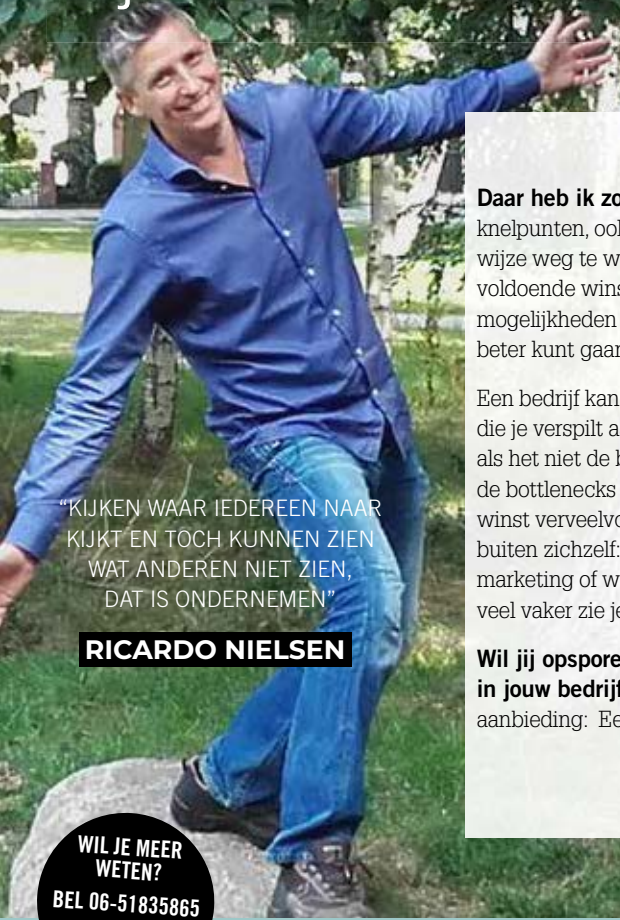 “KIJKEN WAAR IEDEREEN NAAR
KIJKT EN TOCH KUNNEN ZIEN
WAT ANDEREN NIET ZIEN,
DAT IS ONDERNEMEN”
RICARDO NIELSEN
WIL JE MEER
WETEN?
BEL 06-51835865
Daar heb ik zo
knelpunten, ool
wijze weg te w
voldoende wins
mogelijkheden
beter kunt gaan
Een bedrijf kan
die je verspilt a
als het niet de b
de bottlenecks
winst verveelvo
buiten zichzelf:
marketing of w
veel vaker zie je
Wil jij opspore
in jouw bedrijf
aanbieding: Ee